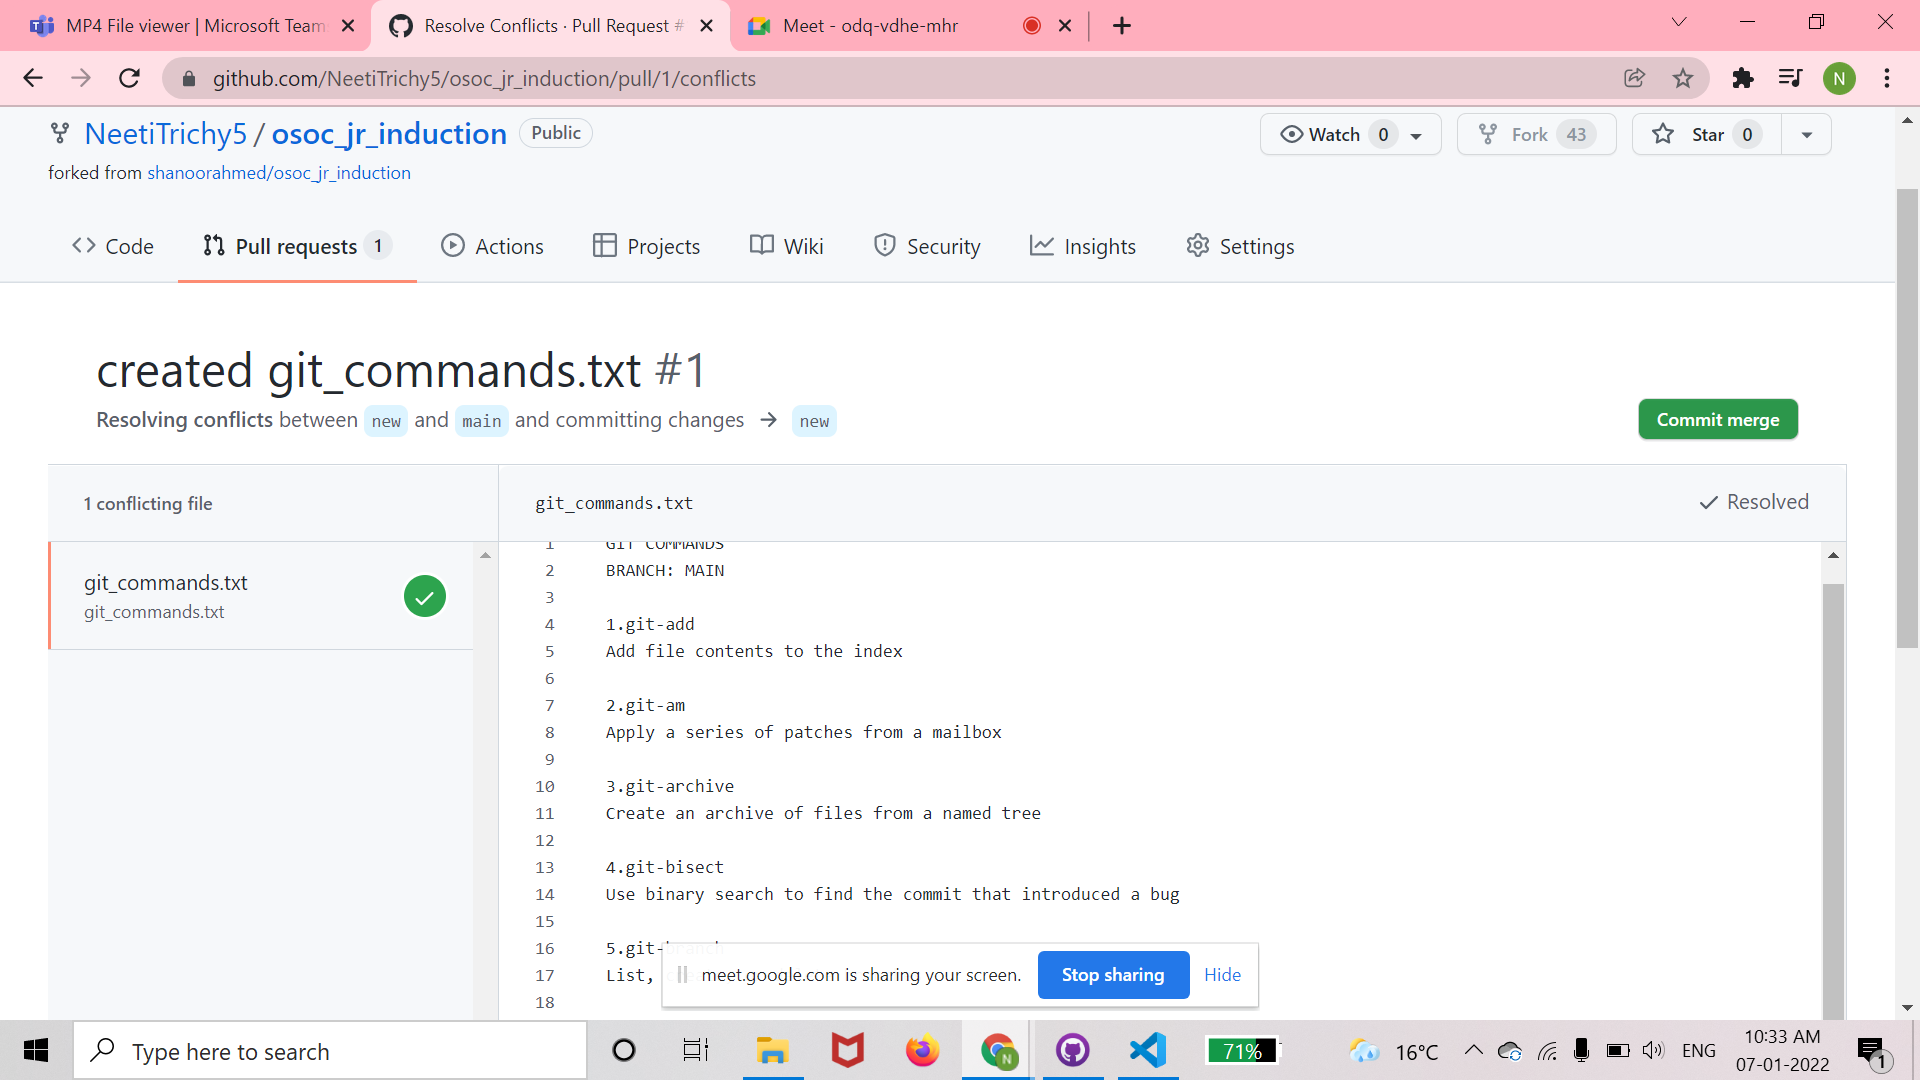 MP4 File viewer | Microsoft Team
Resolve Conflicts · Pull Request #
Meet - odq-vdhe-mhr
github.com/NeetiTrichy5/osoc_jr_induction/pull/1/conflicts
N
NeetiTrichy5 / osoc_jr_induction Public
Watch 0
Fork 43
Star 0
forked from shanoorahmed/osoc_jr_induction
Code
Pull requests 1
Actions
Projects
Wiki
Security
Insights
Settings
created git_commands.txt #1
Resolving conflicts between new and main and committing changes → new
Commit merge
1 conflicting file
git_commands.txt
Resolved
git_commands.txt
git_commands.txt
1 GIT COMMANDS
2 BRANCH: MAIN
3
4 1.git-add
5 Add file contents to the index
6
7 2.git-am
8 Apply a series of patches from a mailbox
9
10 3.git-archive
11 Create an archive of files from a named tree
12
13 4.git-bisect
14 Use binary search to find the commit that introduced a bug
15
16 5.git-branch
17 List,
18
meet.google.com is sharing your screen.
Stop sharing
Hide
Type here to search
N
71%
16°C
ENG
10:33 AM
07-01-2022
1